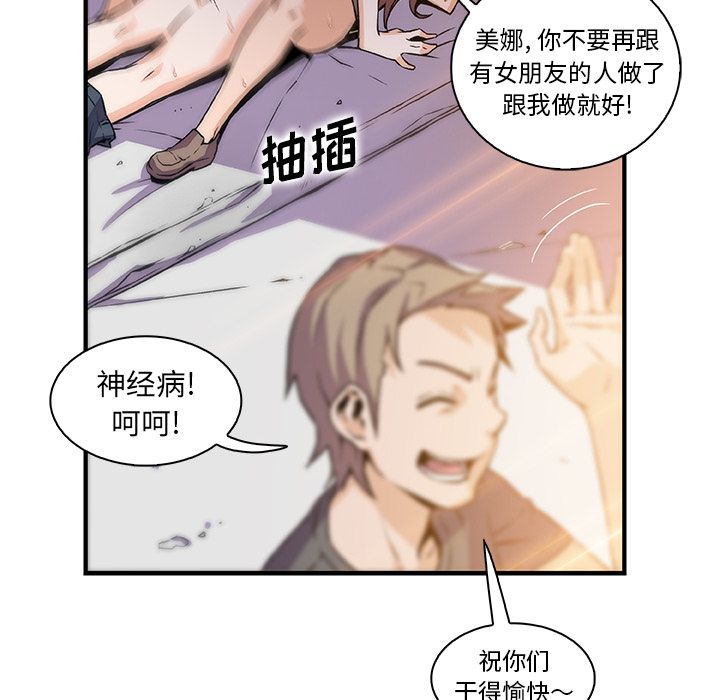 美娜, 你不要再跟
有女朋友的人做了
跟我做就好!
抽插
神经病!
呵呵!
祝你们
干得愉快～